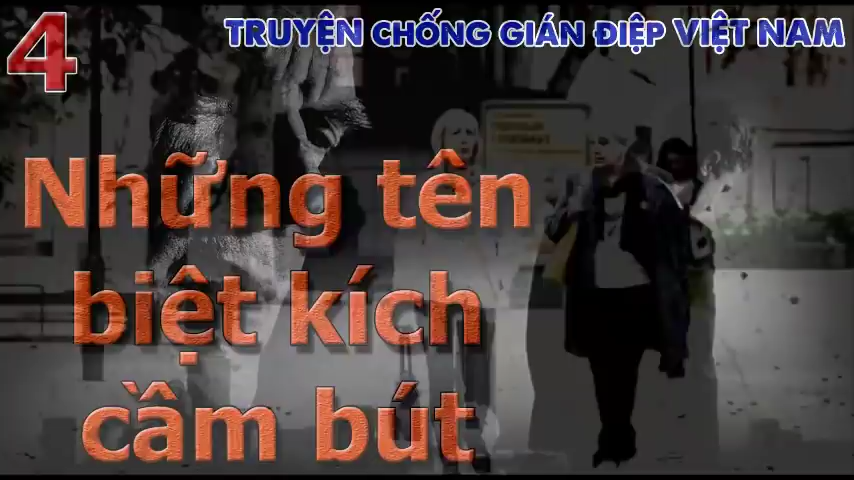 4
TRUYỆN CHỐNG GIÁN ĐIỆP VIỆT NAM
Những tên
biệt kích
cầm bút